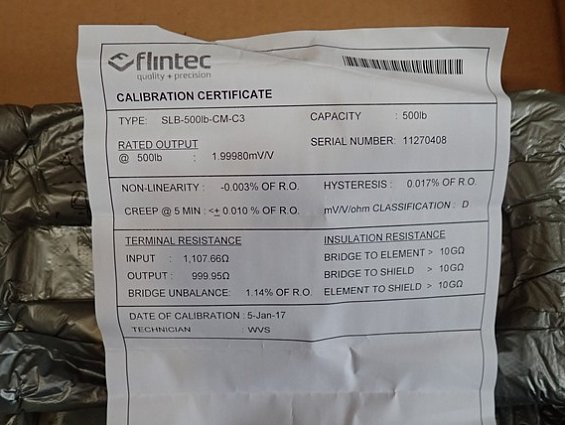 flintec
quality + precision
CALIBRATION CERTIFICATE
TYPE: SLB-500lb-CM-C3 CAPACITY : 500lb
RATED OUTPUT SERIAL NUMBER: 11270408
@ 500lb : 1.99980mV/V
NON-LINEARITY : -0.003% OF R.O. HYSTERESIS : 0.017% OF R.O.
CREEP @ 5 MIN : <± 0.010 % OF R.O. mV/V/ohm CLASSIFICATION : D
TERMINAL RESISTANCE INSULATION RESISTANCE
INPUT : 1,107.66Ω BRIDGE TO ELEMENT > 10GΩ
OUTPUT : 999.95Ω BRIDGE TO SHIELD > 10GΩ
BRIDGE UNBALANCE: 1.14% OF R.O. ELEMENT TO SHIELD > 10GΩ
DATE OF CALIBRATION : 5-Jan-17
TECHNICIAN : WVS